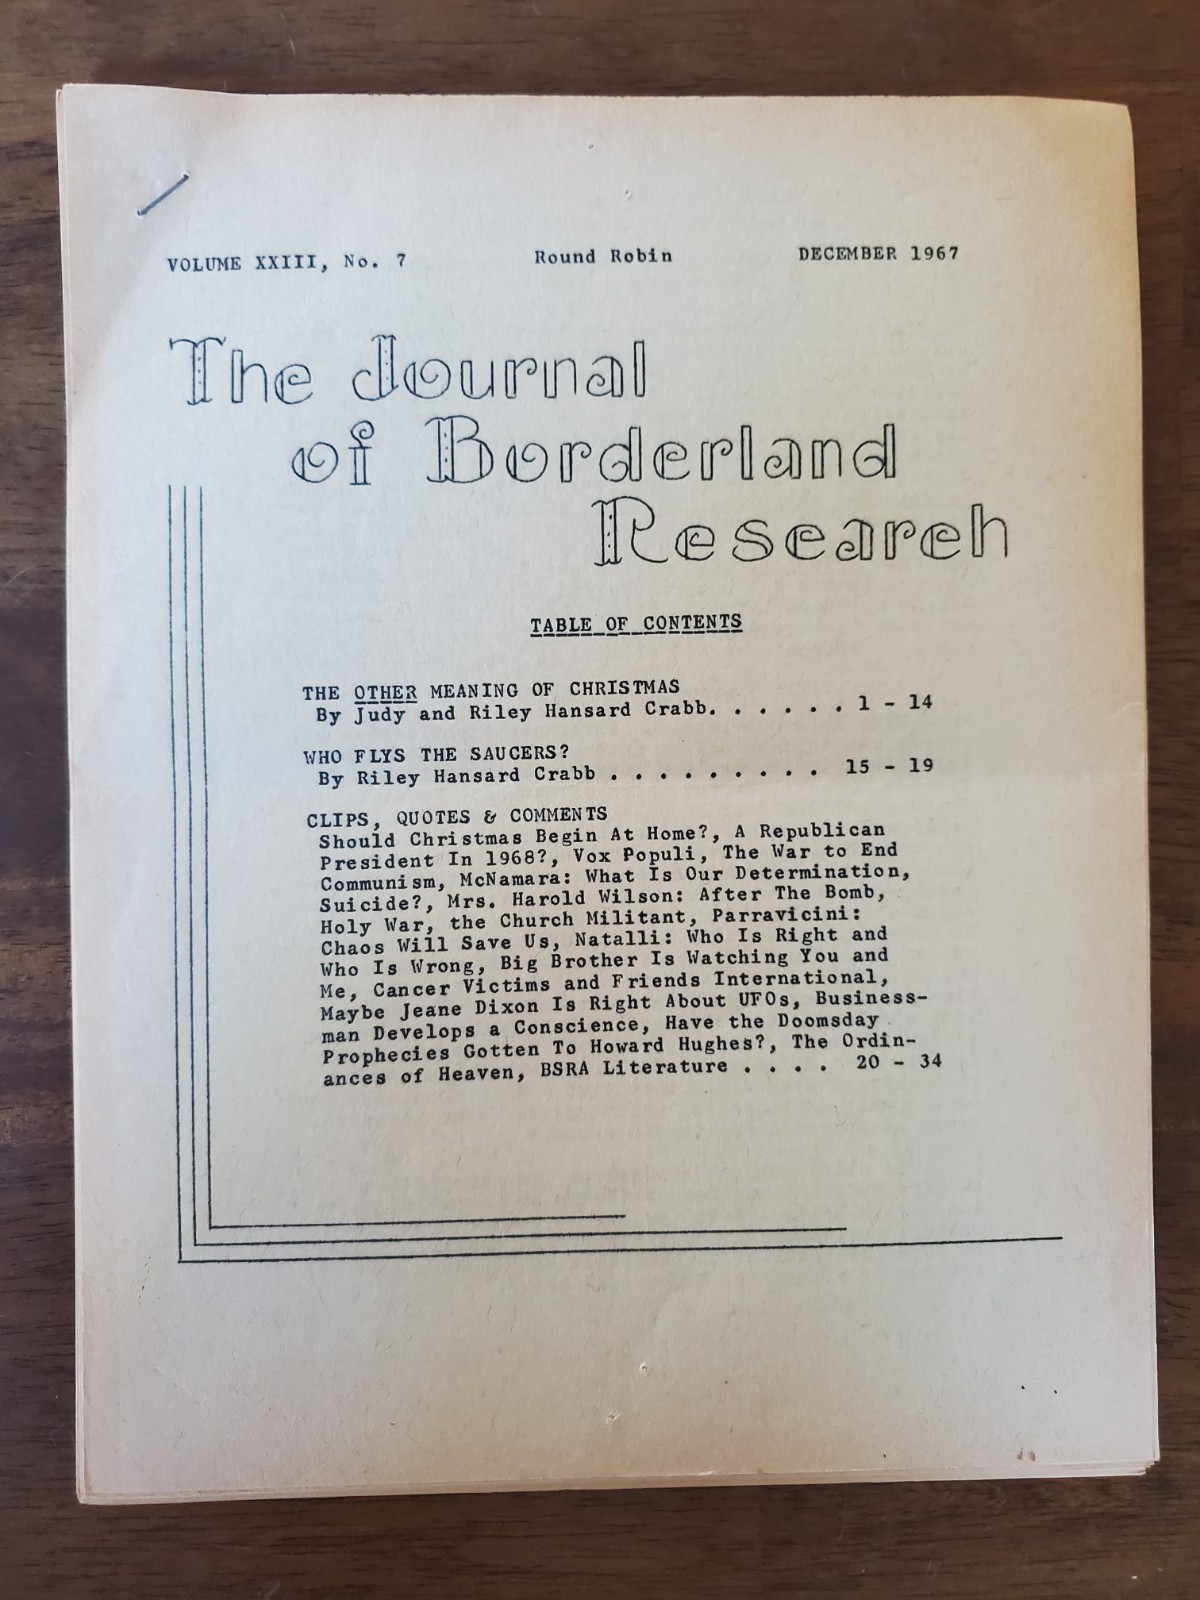 VOLUME XXIII, No. 7 Round Robin DECEMBER 1967
The Journal
of Borderland
Research
TABLE OF CONTENTS
THE OTHER MEANING OF CHRISTMAS
By Judy and Riley Hansard Crabb. . . . . . 1 - 14
WHO FLYS THE SAUCERS?
By Riley Hansard Crabb . . . . . . . . . 15 - 19
CLIPS, QUOTES & COMMENTS
Should Christmas Begin At Home?, A Republican
President In 1968?, Vox Populi, The War to End
Communism, McNamara: What Is Our Determination,
Suicide?, Mrs. Harold Wilson: After The Bomb,
Holy War, the Church Militant, Parravicini:
Chaos Will Save Us, Natalli: Who Is Right and
Who Is Wrong, Big Brother Is Watching You and
Me, Cancer Victims and Friends International,
Maybe Jeane Dixon Is Right About UFOs, Business-
man Develops a Conscience, Have the Doomsday
Prophecies Gotten To Howard Hughes?, The Ordin-
ances of Heaven, BSRA Literature . . . . 20 - 34